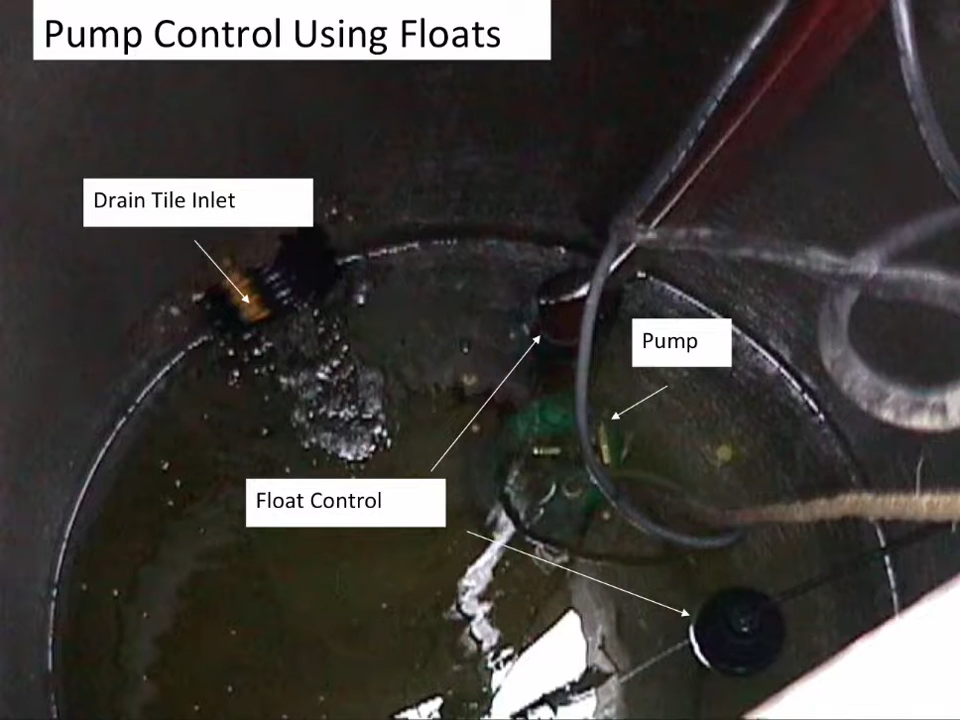 Pump Control Using Floats
Drain Tile Inlet
Pump
Float Control